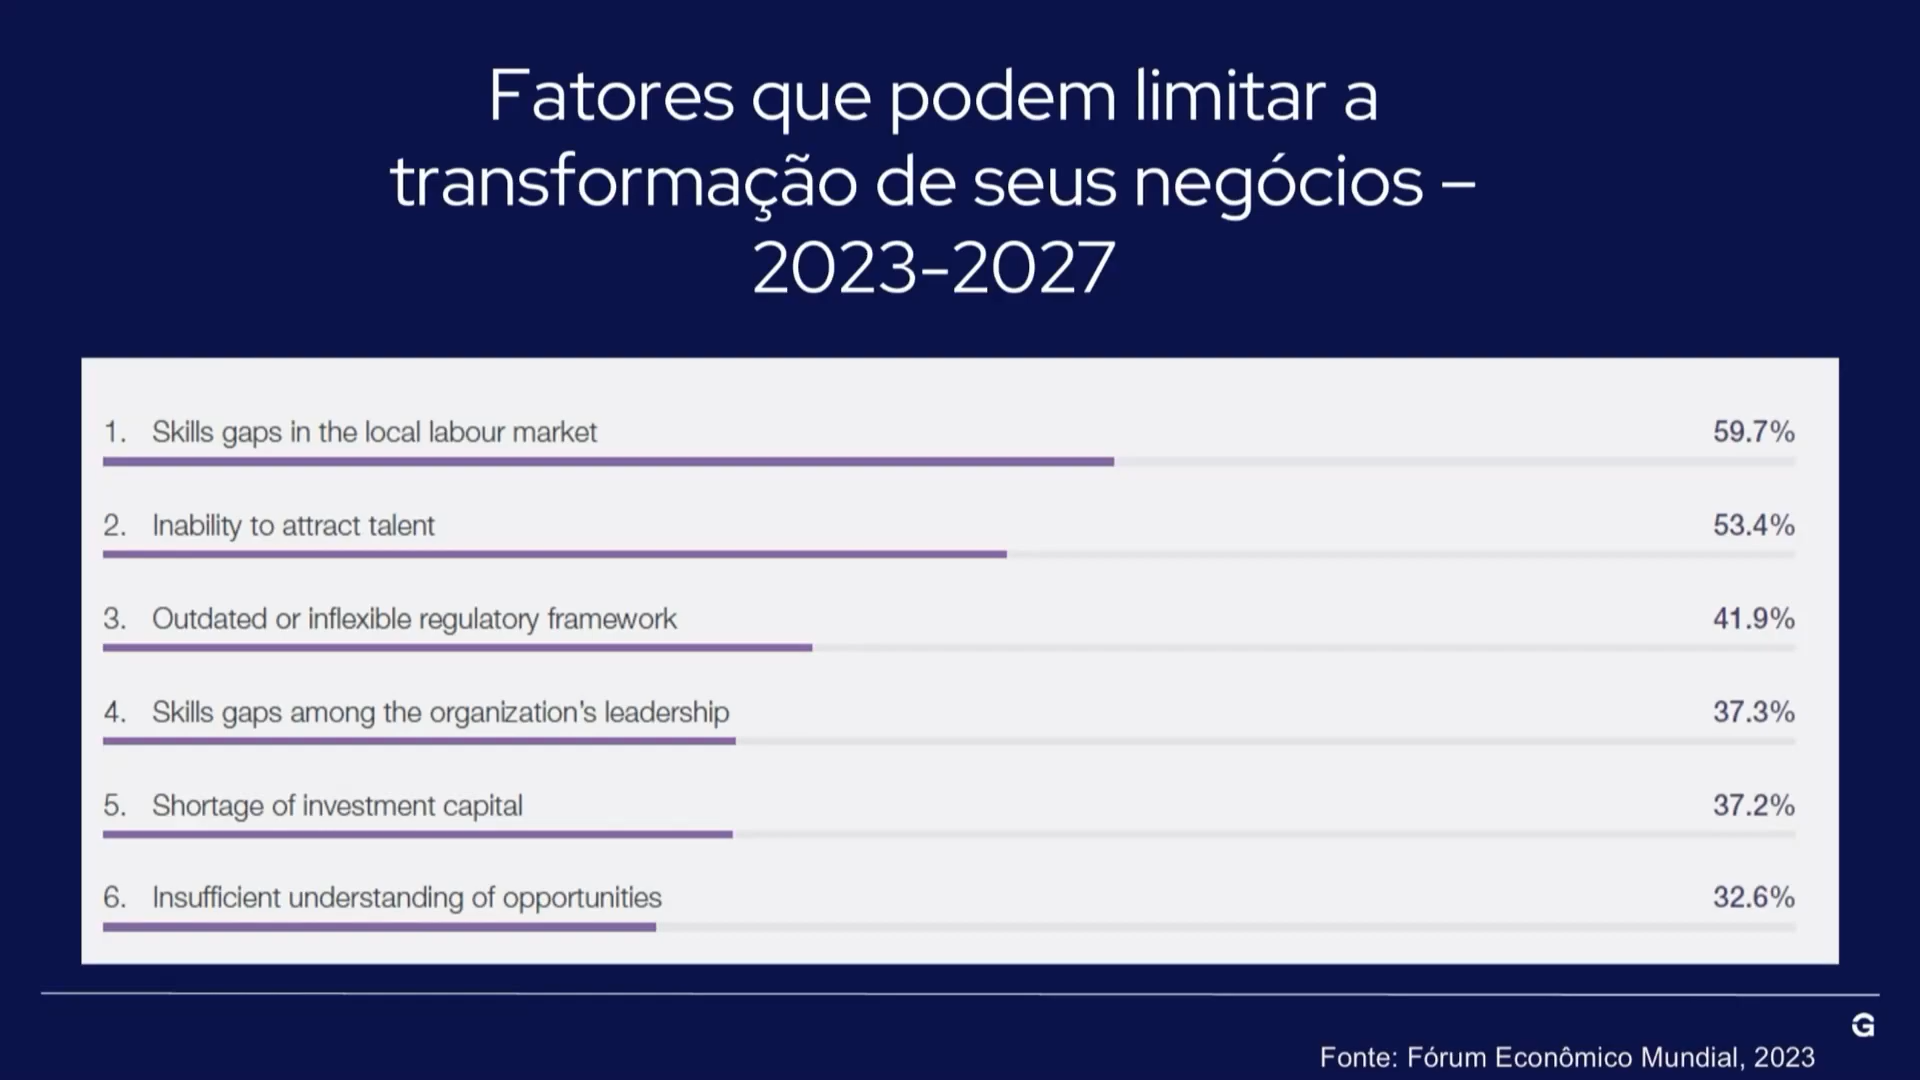 Fatores que podem limitar a
transformação de seus negócios –
2023-2027
1. Skills gaps in the local labour market 59.7%
2. Inability to attract talent 53.4%
3. Outdated or inflexible regulatory framework 41.9%
4. Skills gaps among the organization's leadership 37.3%
5. Shortage of investment capital 37.2%
6. Insufficient understanding of opportunities 32.6%
G
Fonte: Fórum Econômico Mundial, 2023